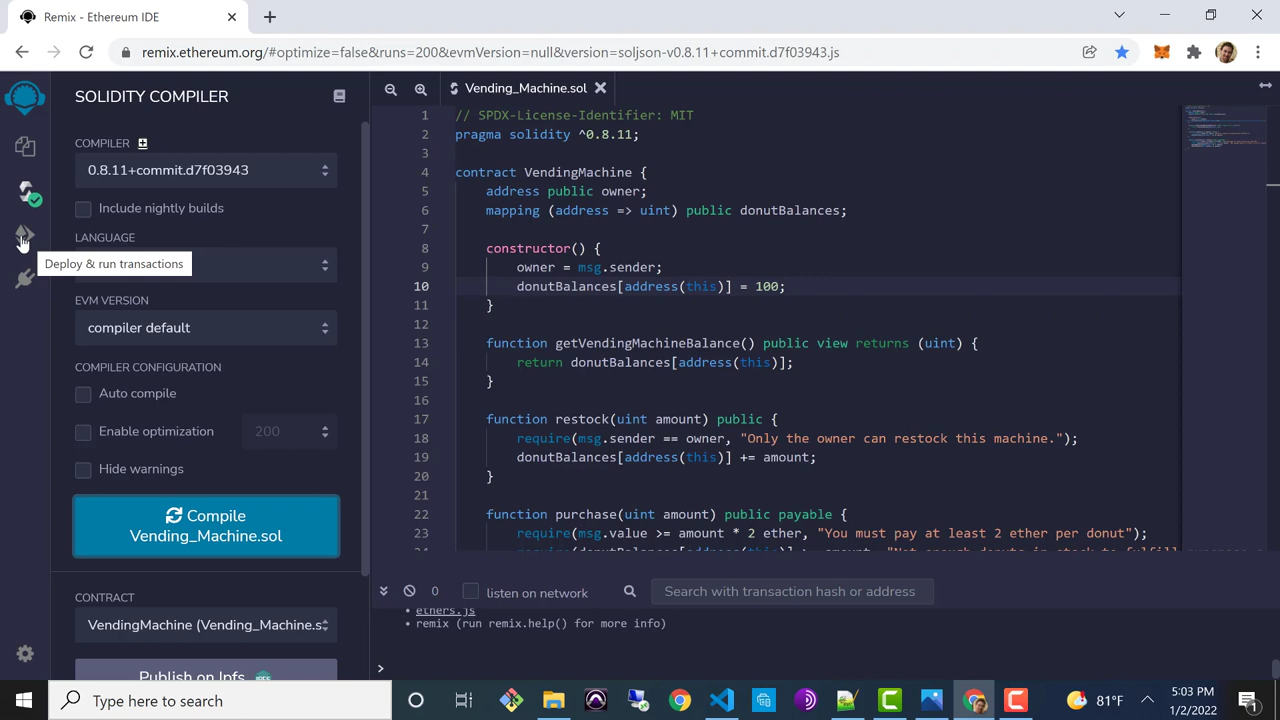 Remix - Ethereum IDE
remix.ethereum.org/#optimize=false&runs=200&evmVersion=null&version=soljson-v0.8.11+commit.d7f03943.js
SOLIDITY COMPILER
COMPILER
0.8.11+commit.d7f03943
Include nightly builds
LANGUAGE
Deploy & run transactions
EVM VERSION
compiler default
COMPILER CONFIGURATION
Auto compile
Enable optimization
200
Hide warnings
Compile
Vending_Machine.sol
CONTRACT
VendingMachine (Vending_Machine.s
Publish on Ipfs
Vending_Machine.sol
1 // SPDX-License-Identifier: MIT
2 pragma solidity ^0.8.11;
3
4 contract VendingMachine {
5 address public owner;
6 mapping (address => uint) public donutBalances;
7
8 constructor() {
9 owner = msg.sender;
10 donutBalances[address(this)] = 100;
11 }
12
13 function getVendingMachineBalance() public view returns (uint) {
14 return donutBalances[address(this)];
15 }
16
17 function restock(uint amount) public {
18 require(msg.sender == owner, "Only the owner can restock this machine.");
19 donutBalances[address(this)] += amount;
20 }
21
22 function purchase(uint amount) public payable {
23 require(msg.value >= amount * 2 ether, "You must pay at least 2 ether per donut");
0
listen on network
Search with transaction hash or address
• ethers.js
• remix (run remix.help() for more info)
>
Type here to search
81°F
5:03 PM
1/2/2022
1